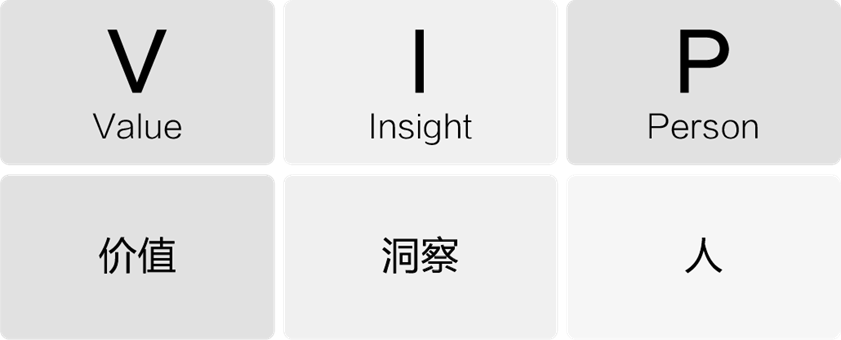 V I P
Value Insight Person
价值 洞察 人